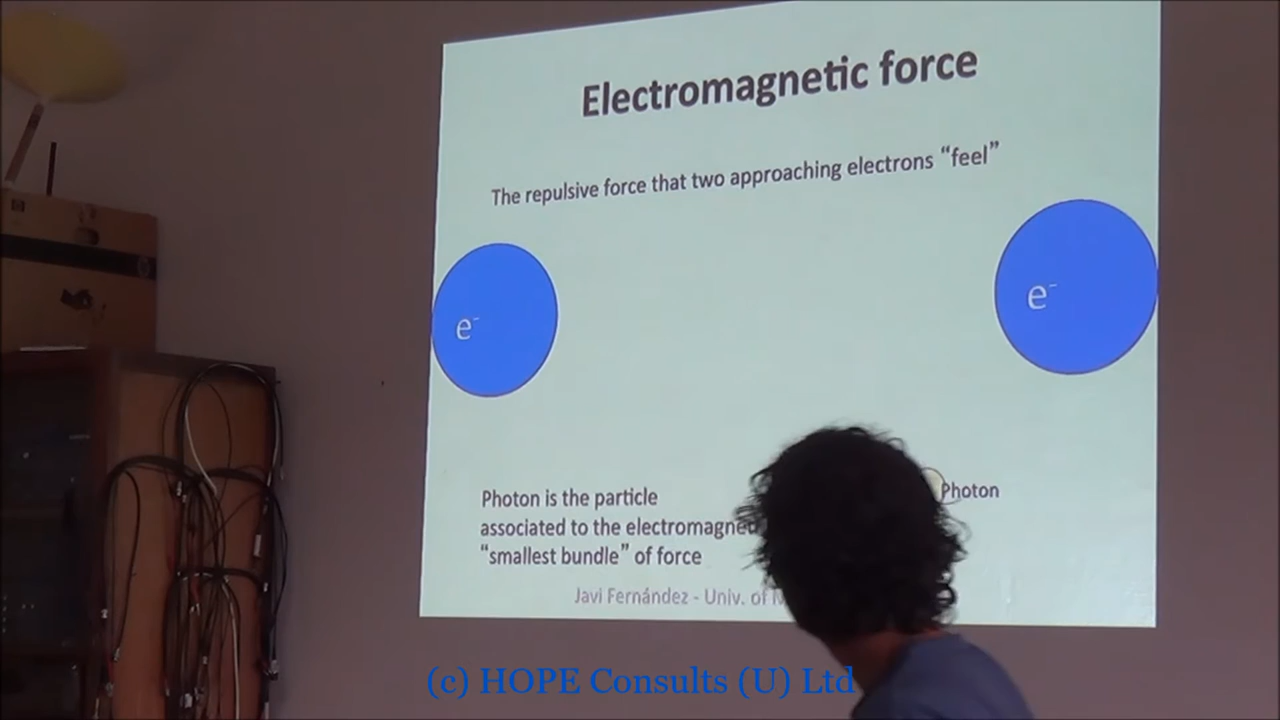 Electromagnetic force
The repulsive force that two approaching electrons “feel”
e⁻
e⁻
Photon is the particle
associated to the electromagne
“smallest bundle” of force
Photon
Javi Fernández - Univ. of
(c) HOPE Consults (U) Ltd